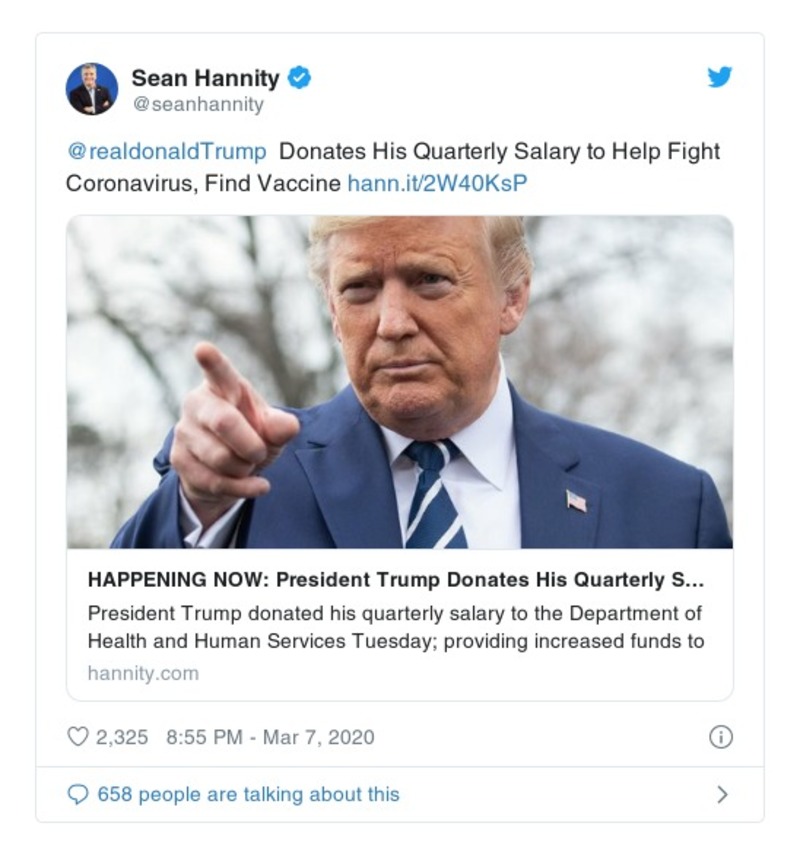 Sean Hannity
@seanhannity
@realdonaldTrump Donates His Quarterly Salary to Help Fight
Coronavirus, Find Vaccine hann.it/2W40KsP
HAPPENING NOW: President Trump Donates His Quarterly S...
President Trump donated his quarterly salary to the Department of
Health and Human Services Tuesday; providing increased funds to
hannity.com
2,325 8:55 PM - Mar 7, 2020
658 people are talking about this